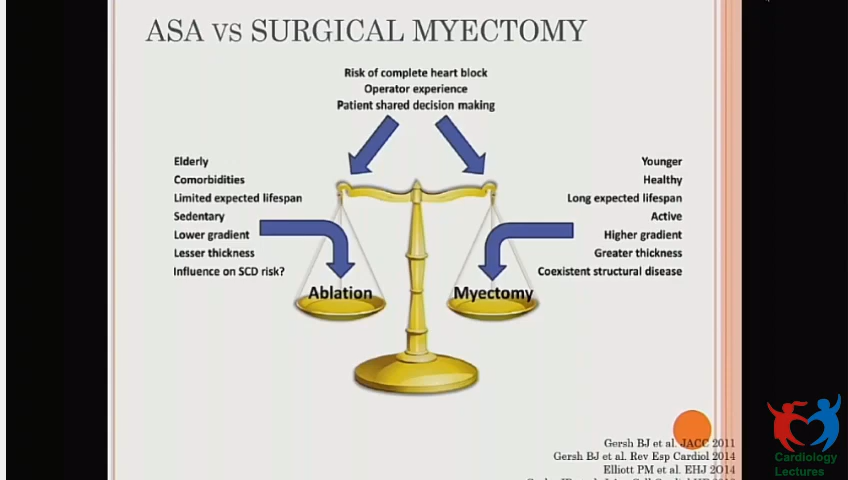 ASA VS SURGICAL MYECTOMY
Risk of complete heart block
Operator experience
Patient shared decision making
Elderly
Comorbidities
Limited expected lifespan
Sedentary
Lower gradient
Lesser thickness
Influence on SCD risk?
Younger
Healthy
Long expected lifespan
Active
Higher gradient
Greater thickness
Coexistent structural disease
Ablation
Myectomy
Gersh BJ et al. JACC 2011
Gersh BJ et al. Rev Esp Cardiol 2014
Elliott PM et al. EHJ 2014
Cardiology
Lectures